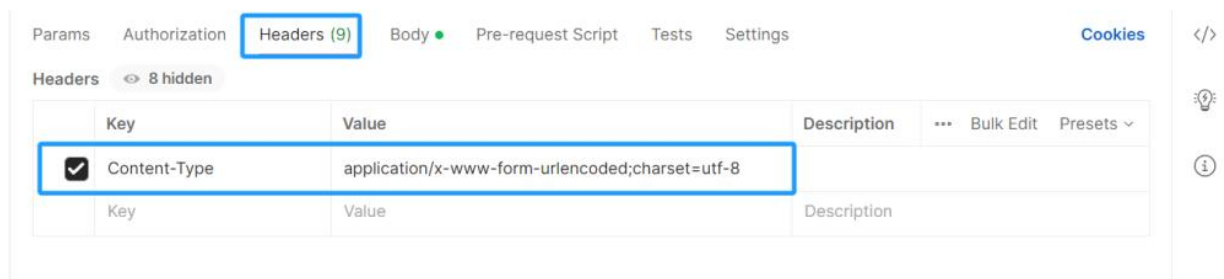 Params Authorization Headers (9) Body Pre-request Script Tests Settings Cookies </>
Headers 8 hidden
Key Value Description ••• Bulk Edit Presets
Content-Type application/x-www-form-urlencoded;charset=utf-8
Key Value Description